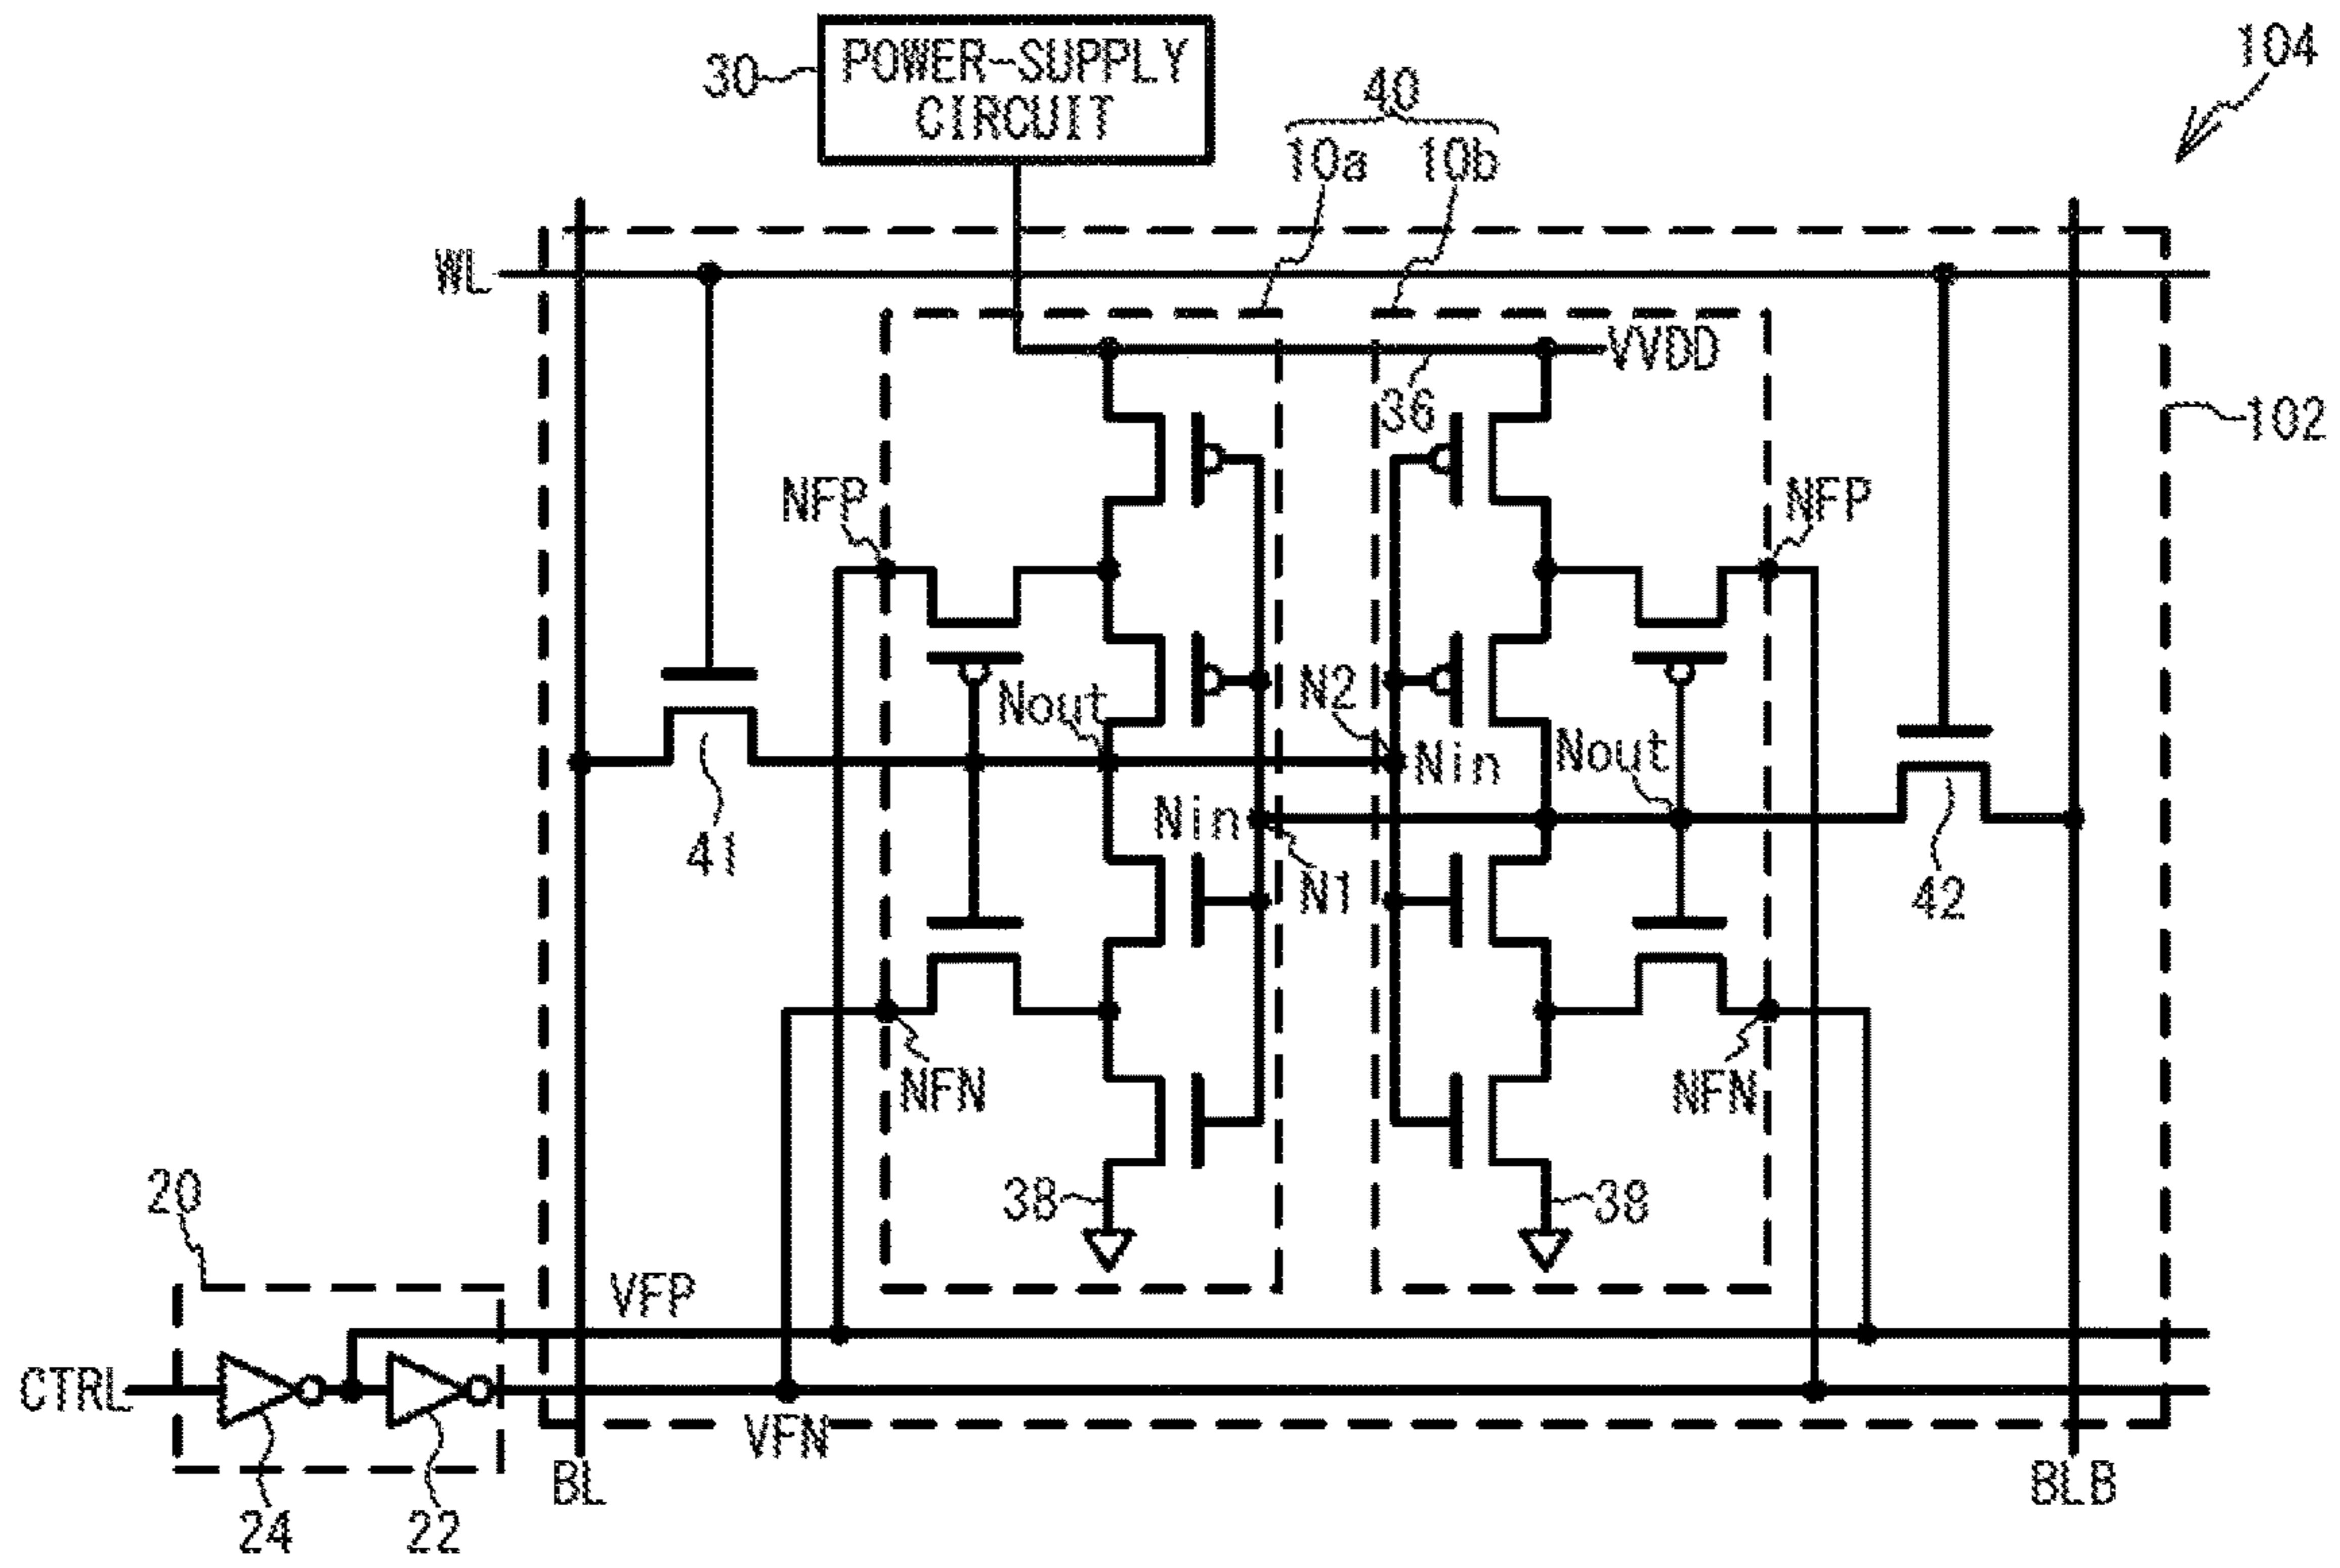 POWER-SUPPLY
CIRCUIT
30
40
10a 10b
104
WL
VVDD
36
102
NFP
NFP
Nout
N2
Nin
Nout
Nin
N1
41
42
NFN
NFN
38
38
20
VFP
CTRL
VFN
BL
BLB
24
22